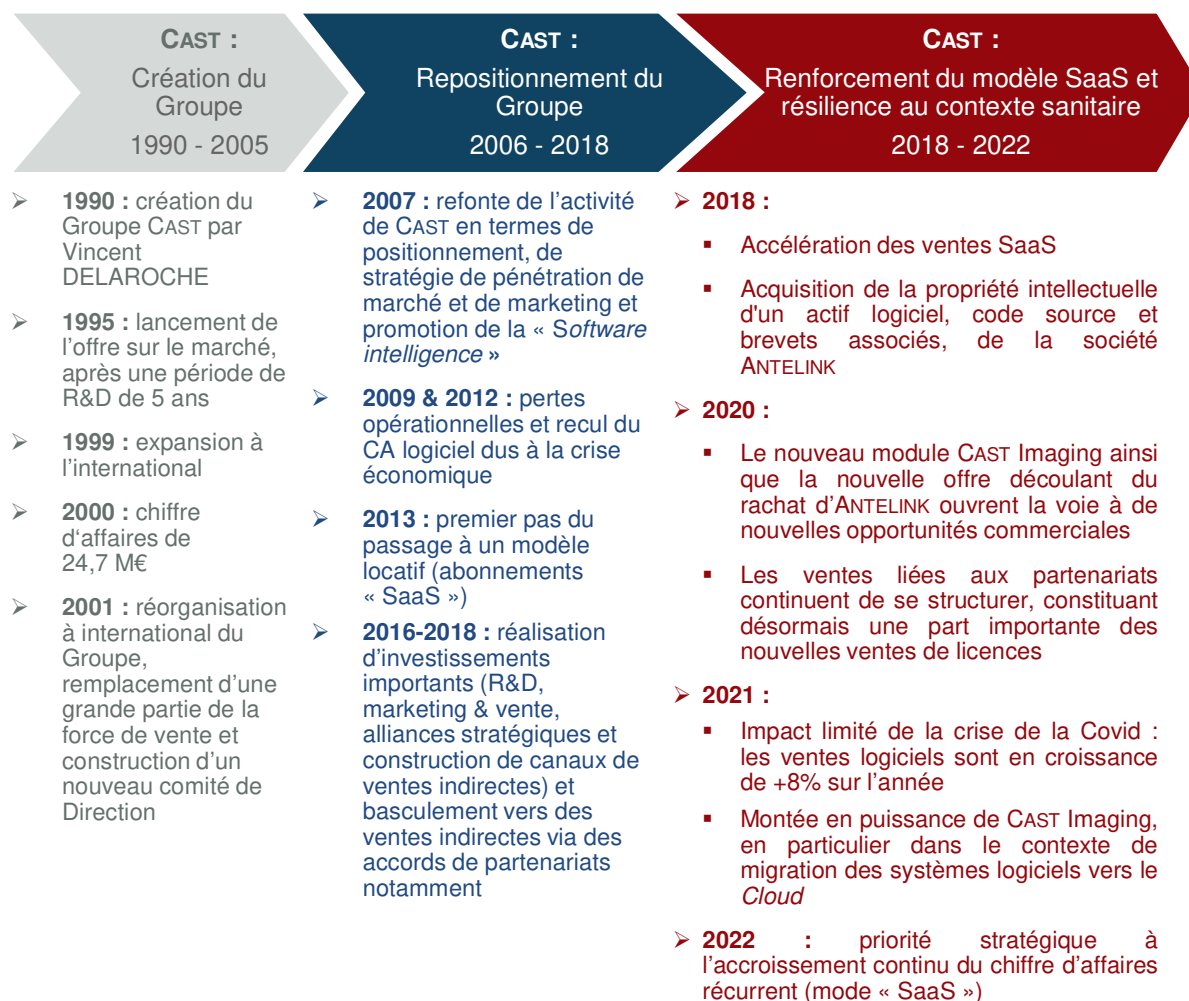 CAST :
Création du
Groupe
1990 - 2005
CAST :
Repositionnement du
Groupe
2006 - 2018
CAST :
Renforcement du modèle SaaS et
résilience au contexte sanitaire
2018 - 2022
➢ 1990 : création du
Groupe CAST par
Vincent
DELAROCHE
➢ 1995 : lancement de
l’offre sur le marché,
après une période de
R&D de 5 ans
➢ 1999 : expansion à
l’international
➢ 2000 : chiffre
d‘affaires de
24,7 M€
➢ 2001 : réorganisation
à international du
Groupe,
remplacement d’une
grande partie de la
force de vente et
construction d’un
nouveau comité de
Direction
➢ 2007 : refonte de l’activité
de CAST en termes de
positionnement, de
stratégie de pénétration de
marché et de marketing et
promotion de la « Software
intelligence »
➢ 2009 & 2012 : pertes
opérationnelles et recul du
CA logiciel dus à la crise
économique
➢ 2013 : premier pas du
passage à un modèle
locatif (abonnements
« SaaS »)
➢ 2016-2018 : réalisation
d’investissements
importants (R&D,
marketing & vente,
alliances stratégiques et
construction de canaux de
ventes indirectes) et
basculement vers des
ventes indirectes via des
accords de partenariats
notamment
➢ 2018 :
▪ Accélération des ventes SaaS
▪ Acquisition de la propriété intellectuelle
d'un actif logiciel, code source et
brevets associés, de la société
ANTELINK
➢ 2020 :
▪ Le nouveau module CAST Imaging ainsi
que la nouvelle offre découlant du
rachat d’ANTELINK ouvrent la voie à de
nouvelles opportunités commerciales
▪ Les ventes liées aux partenariats
continuent de se structurer, constituant
désormais une part importante des
nouvelles ventes de licences
➢ 2021 :
▪ Impact limité de la crise de la Covid :
les ventes logiciels sont en croissance
de +8% sur l’année
▪ Montée en puissance de CAST Imaging,
en particulier dans le contexte de
migration des systèmes logiciels vers le
Cloud
➢ 2022 : priorité stratégique à
l’accroissement continu du chiffre d’affaires
récurrent (mode « SaaS »)